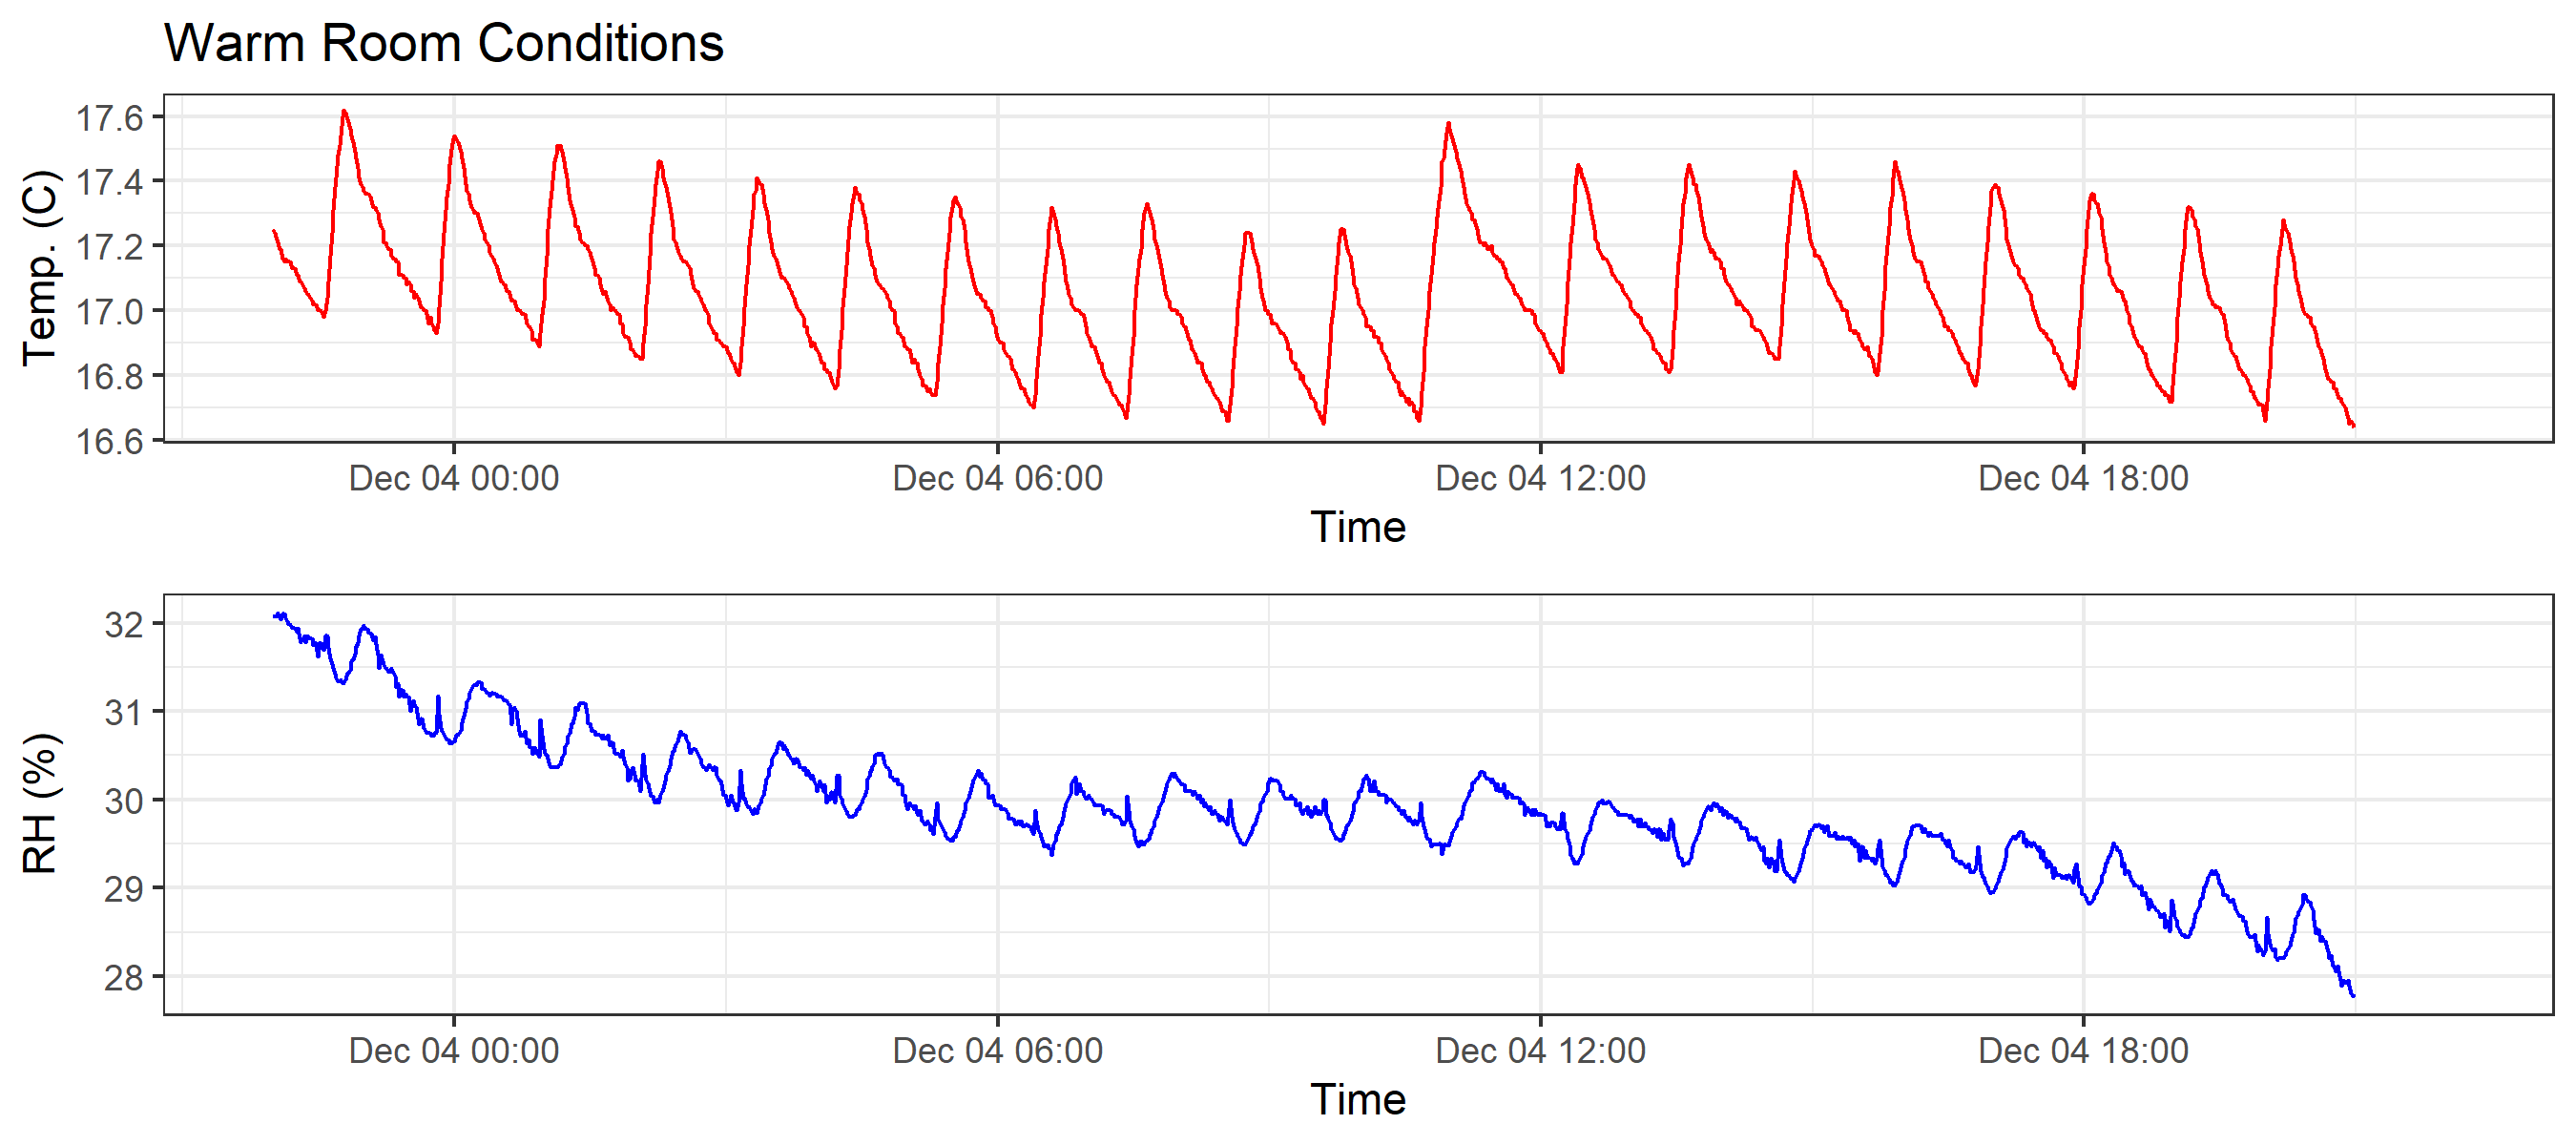 Warm Room Conditions
17.6
17.4
17.2
17.0
16.8
16.6
Temp. (C)
Dec 04 00:00 Dec 04 06:00 Dec 04 12:00 Dec 04 18:00
Time
32
31
30
29
28
RH (%)
Dec 04 00:00 Dec 04 06:00 Dec 04 12:00 Dec 04 18:00
Time